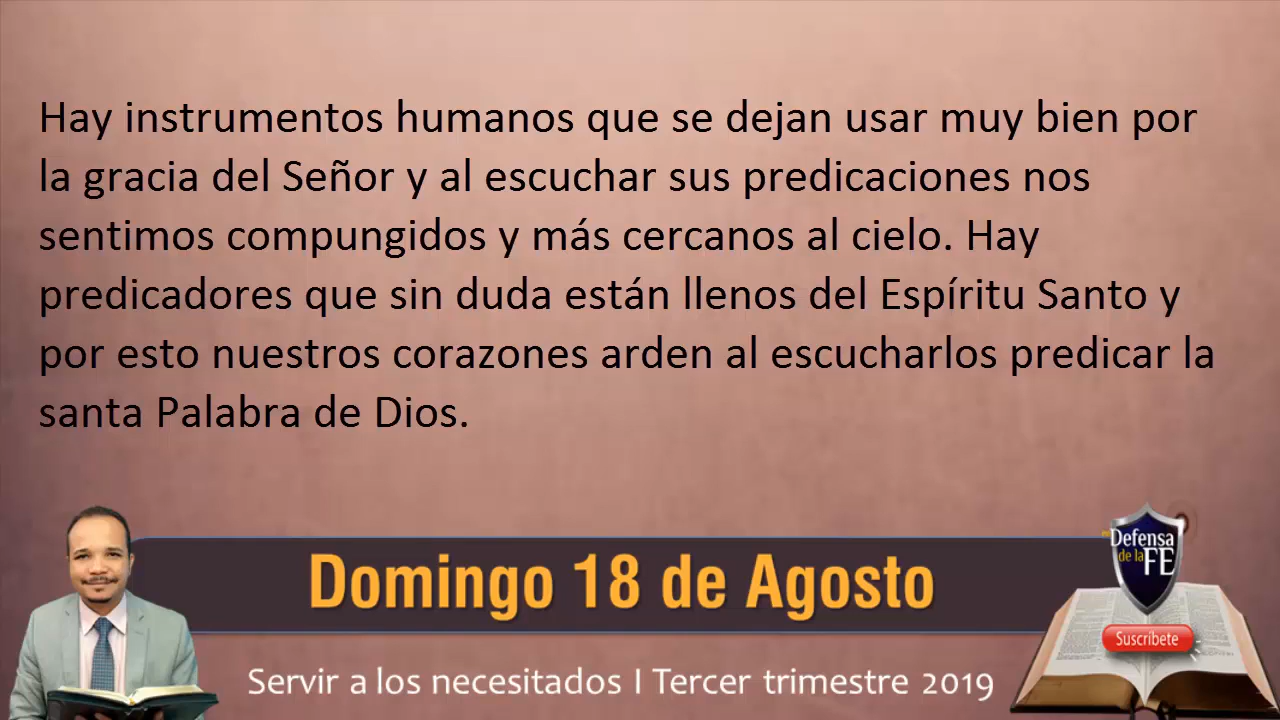 Hay instrumentos humanos que se dejan usar muy bien por
la gracia del Señor y al escuchar sus predicaciones nos
sentimos compungidos y más cercanos al cielo. Hay
predicadores que sin duda están llenos del Espíritu Santo y
por esto nuestros corazones arden al escucharlos predicar la
santa Palabra de Dios.
Defensa
de la FE
Domingo 18 de Agosto
Suscríbete
Servir a los necesitados I Tercer trimestre 2019